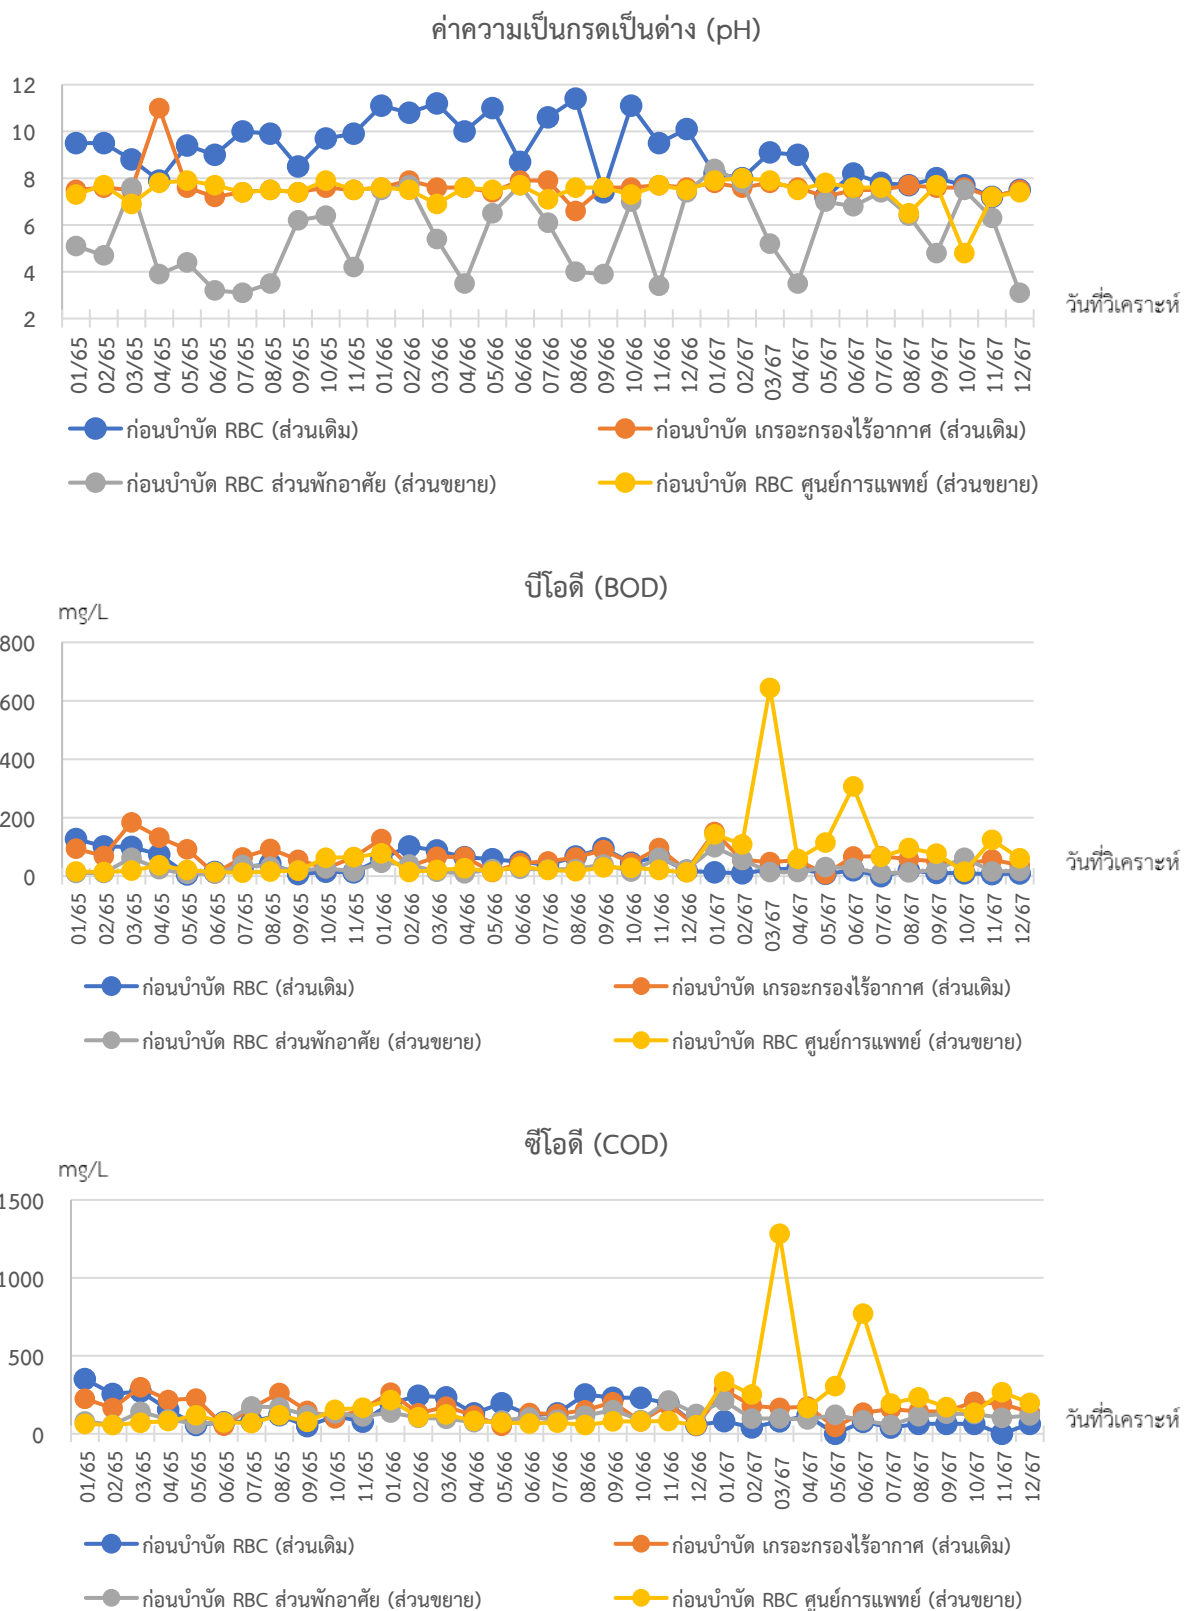 ค่าความเป็นกรดเป็นด่าง (pH)
12
10
8
6
4
2
วันที่วิเคราะห์
01/65 02/65 03/65 04/65 05/65 06/65 07/65 08/65 09/65 10/65 11/65 01/66 02/66 03/66 04/66 05/66 06/66 07/66 08/66 09/66 10/66 11/66 12/66 01/67 02/67 03/67 04/67 05/67 06/67 07/67 08/67 09/67 10/67 11/67 12/67
ก่อนบำบัด RBC (ส่วนเดิม) ก่อนบำบัด เกรอะกรองไร้อากาศ (ส่วนเดิม)
ก่อนบำบัด RBC ส่วนพักอาศัย (ส่วนขยาย) ก่อนบำบัด RBC ศูนย์การแพทย์ (ส่วนขยาย)
บีโอดี (BOD)
mg/L
800
600
400
200
0
วันที่วิเคราะห์
01/65 02/65 03/65 04/65 05/65 06/65 07/65 08/65 09/65 10/65 11/65 01/66 02/66 03/66 04/66 05/66 06/66 07/66 08/66 09/66 10/66 11/66 12/66 01/67 02/67 03/67 04/67 05/67 06/67 07/67 08/67 09/67 10/67 11/67 12/67
ก่อนบำบัด RBC (ส่วนเดิม) ก่อนบำบัด เกรอะกรองไร้อากาศ (ส่วนเดิม)
ก่อนบำบัด RBC ส่วนพักอาศัย (ส่วนขยาย) ก่อนบำบัด RBC ศูนย์การแพทย์ (ส่วนขยาย)
ซีโอดี (COD)
mg/L
1500
1000
500
0
วันที่วิเคราะห์
01/65 02/65 03/65 04/65 05/65 06/65 07/65 08/65 09/65 10/65 11/65 01/66 02/66 03/66 04/66 05/66 06/66 07/66 08/66 09/66 10/66 11/66 12/66 01/67 02/67 03/67 04/67 05/67 06/67 07/67 08/67 09/67 10/67 11/67 12/67
ก่อนบำบัด RBC (ส่วนเดิม) ก่อนบำบัด เกรอะกรองไร้อากาศ (ส่วนเดิม)
ก่อนบำบัด RBC ส่วนพักอาศัย (ส่วนขยาย) ก่อนบำบัด RBC ศูนย์การแพทย์ (ส่วนขยาย)